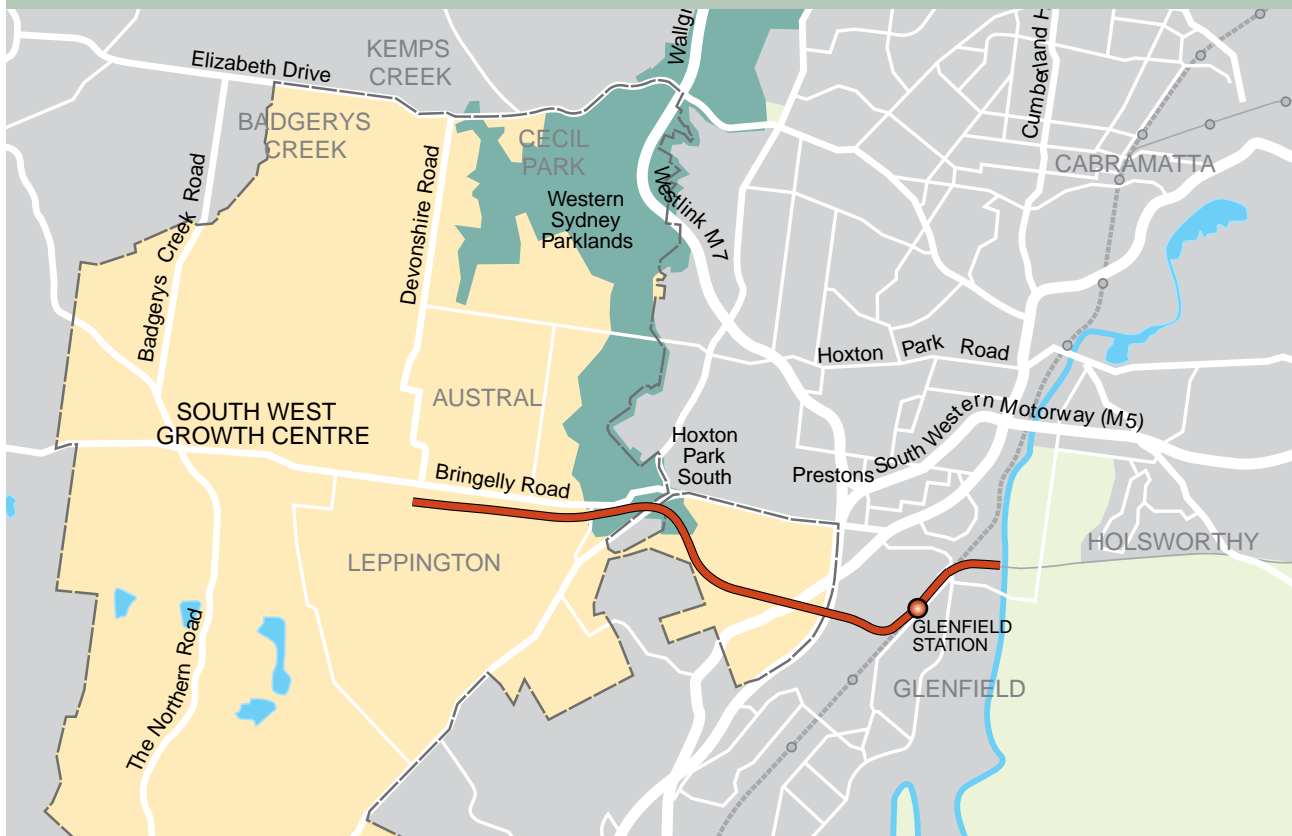 KEMPS
CREEK
Elizabeth Drive
Wallgr
Cumberland H
BADGERYS
CREEK
CECIL
PARK
CABRAMATTA
Badgerys Creek Road
Devonshire Road
Western
Sydney
Parklands
Westlink M7
Hoxton Park Road
AUSTRAL
SOUTH WEST
GROWTH CENTRE
South Western Motorway (M5)
Hoxton
Park
South
Prestons
Bringelly Road
LEPPINGTON
HOLSWORTHY
The Northern Road
GLENFIELD
STATION
GLENFIELD